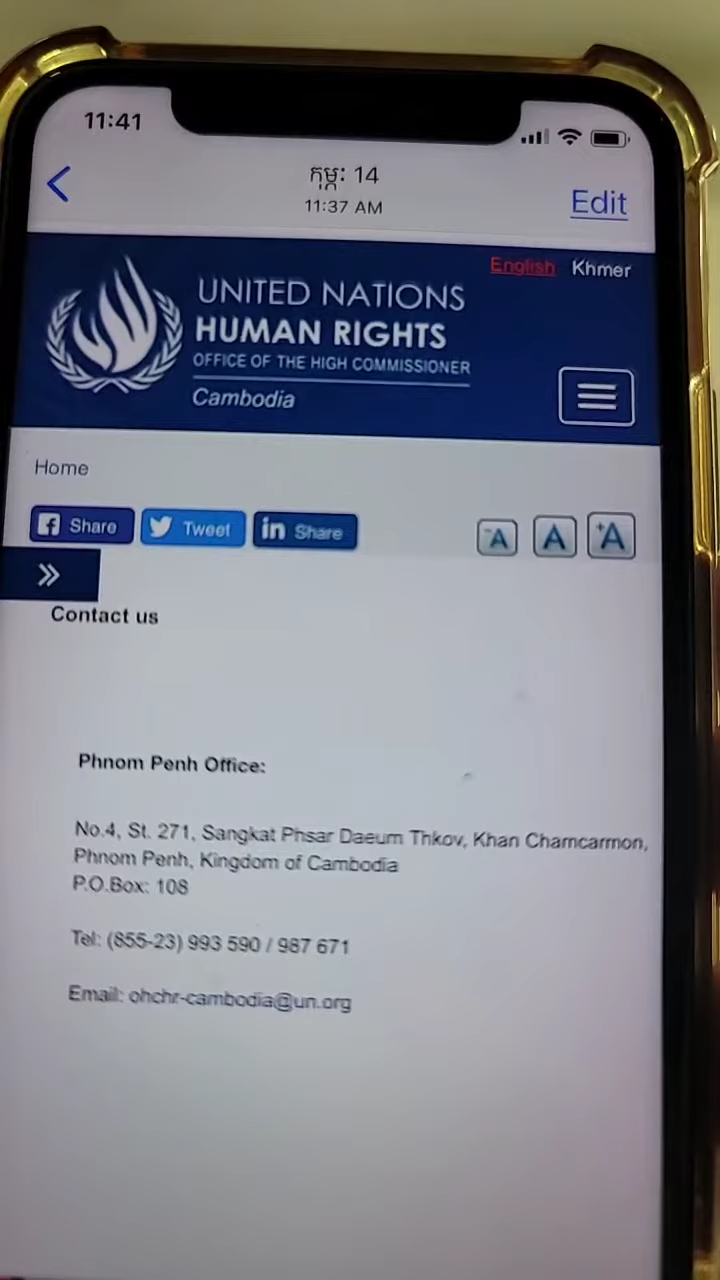 11:41
កុម្ភៈ 14
11:37 AM
Edit
English Khmer
UNITED NATIONS
HUMAN RIGHTS
OFFICE OF THE HIGH COMMISSIONER
Cambodia
Home
Share Tweet Share
-A A +A
Contact us
Phnom Penh Office:
No.4, St. 271, Sangkat Phsar Daeum Thkov, Khan Chamcarmon,
Phnom Penh, Kingdom of Cambodia
P.O.Box: 108
Tel: (855-23) 993 590 / 987 671
Email: ohchr-cambodia@un.org